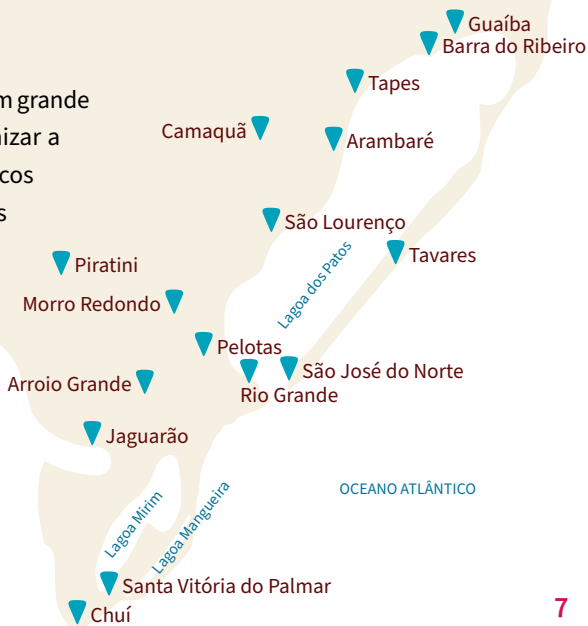 Guaíba
Barra do Ribeiro
Tapes
grande
Camaquã
Arambaré
a
São Lourenço
Tavares
Piratini
Lagoa dos Patos
Morro Redondo
Pelotas
São José do Norte
Arroio Grande
Rio Grande
Jaguarão
OCEANO ATLÂNTICO
Lagoa Mirim
Lagoa Mangueira
Santa Vitória do Palmar
Chuí
7